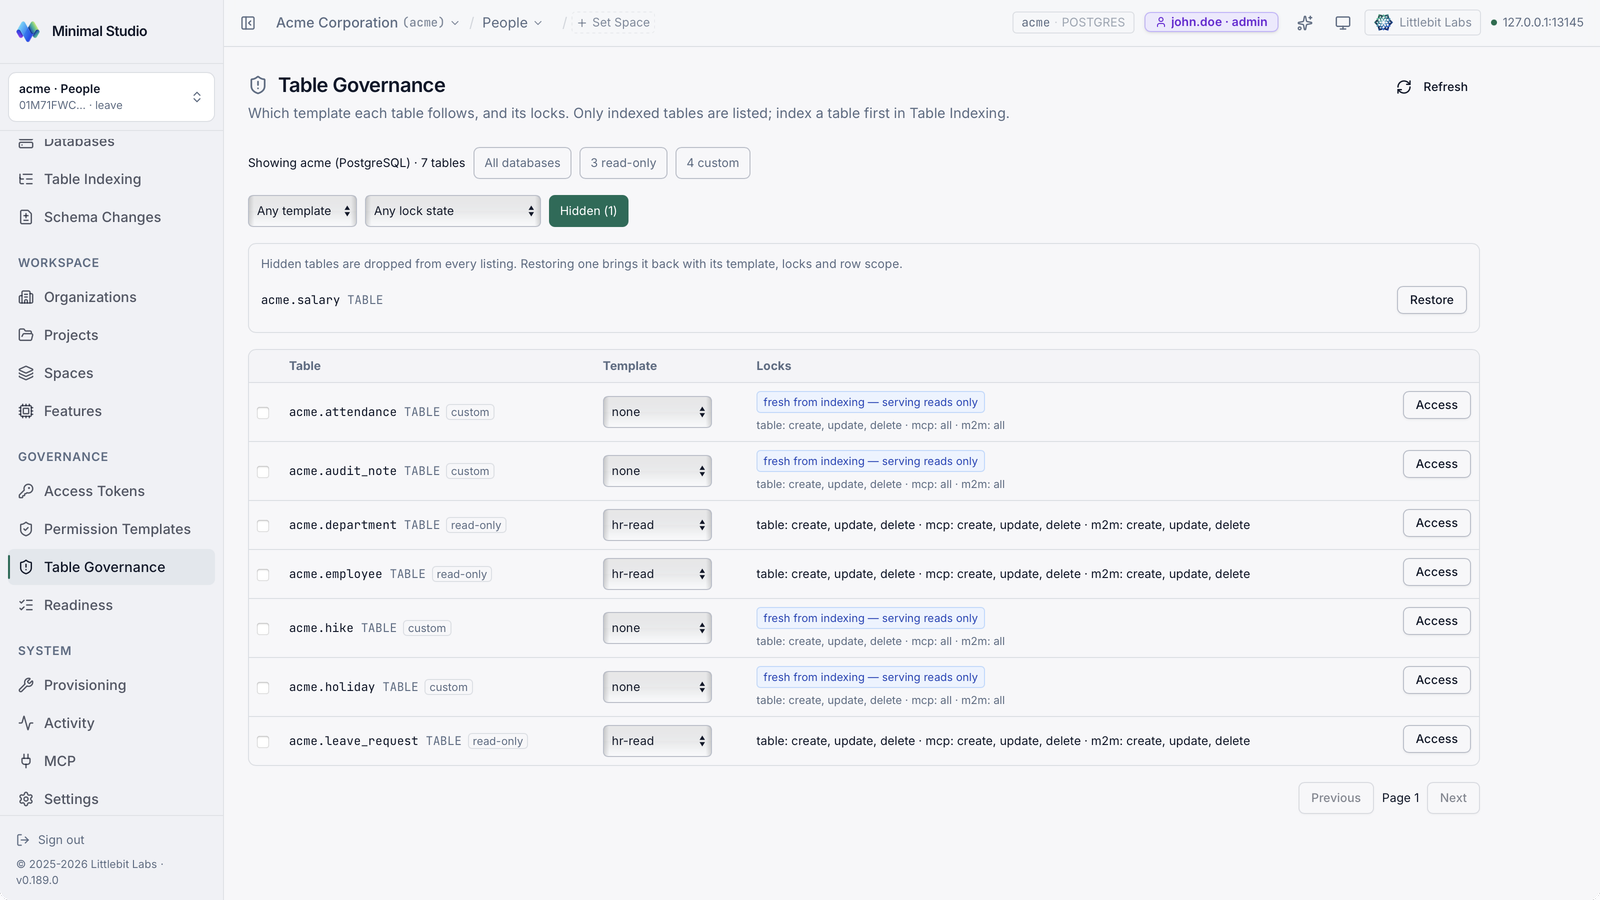 Minimal Studio
acme · People
01M71FWC... · leave
Databases
Table Indexing
Schema Changes
WORKSPACE
Organizations
Projects
Spaces
Features
GOVERNANCE
Access Tokens
Permission Templates
Table Governance
Readiness
SYSTEM
Provisioning
Activity
MCP
Settings
Sign out
© 2025-2026 Littlebit Labs ·
v0.189.0
Acme Corporation (acme) / People / + Set Space
acme · POSTGRES
john.doe · admin
Littlebit Labs
127.0.0.1:13145
Table Governance
Refresh
Which template each table follows, and its locks. Only indexed tables are listed; index a table first in Table Indexing.
Showing acme (PostgreSQL) · 7 tables All databases 3 read-only 4 custom
Any template Any lock state Hidden (1)
Hidden tables are dropped from every listing. Restoring one brings it back with its template, locks and row scope.
acme.salary TABLE Restore
Table Template Locks
acme.attendance TABLE custom none fresh from indexing — serving reads only Access
table: create, update, delete · mcp: all · m2m: all
acme.audit_note TABLE custom none fresh from indexing — serving reads only Access
table: create, update, delete · mcp: all · m2m: all
acme.department TABLE read-only hr-read table: create, update, delete · mcp: create, update, delete · m2m: create, update, delete Access
acme.employee TABLE read-only hr-read table: create, update, delete · mcp: create, update, delete · m2m: create, update, delete Access
acme.hike TABLE custom none fresh from indexing — serving reads only Access
table: create, update, delete · mcp: all · m2m: all
acme.holiday TABLE custom none fresh from indexing — serving reads only Access
table: create, update, delete · mcp: all · m2m: all
acme.leave_request TABLE read-only hr-read table: create, update, delete · mcp: create, update, delete · m2m: create, update, delete Access
Previous Page 1 Next